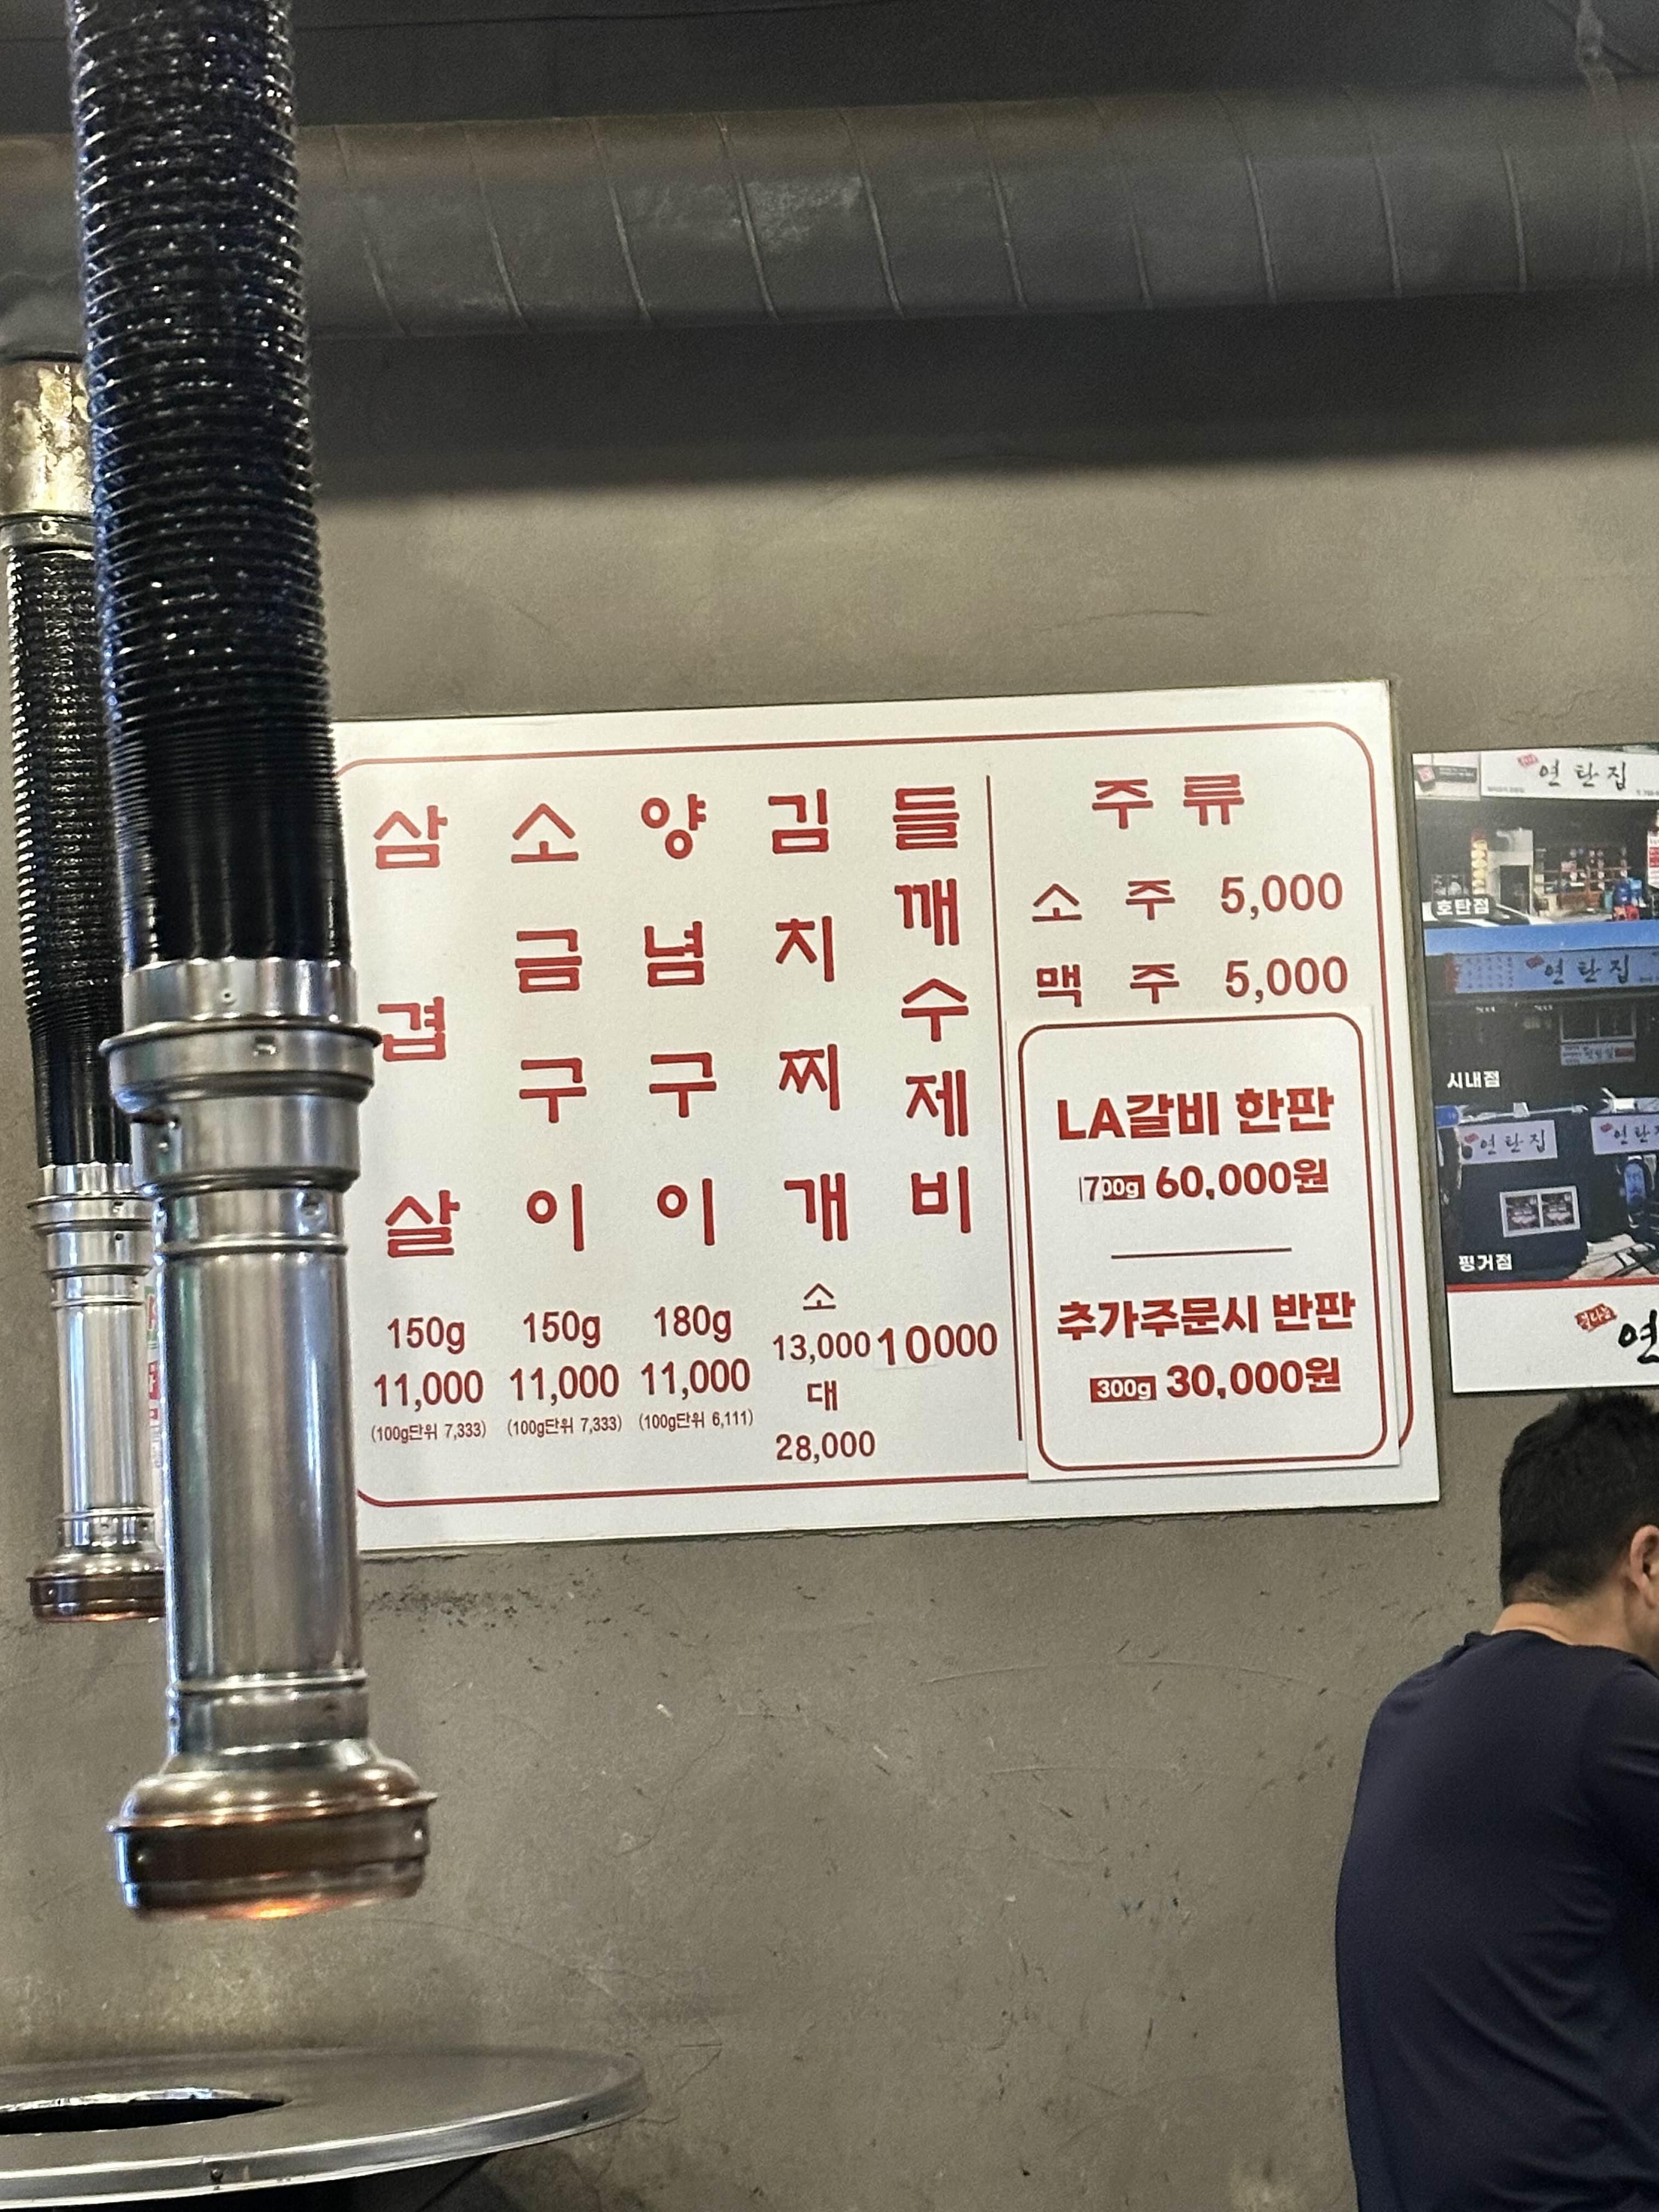 삼겹살
150g
11,000
(100g단위 7,333)
소금구이
150g
11,000
(100g단위 7,333)
양념구이
180g
11,000
(100g단위 6,111)
김치찌개
소
13,000
대
28,000
들깨수제비
10000
주류
소주 5,000
맥주 5,000
LA갈비 한판
700g 60,000원
추가주문시 반판
300g 30,000원
연탄집
호탄점
연탄집
시내점
연탄집
연탄
평거점
연